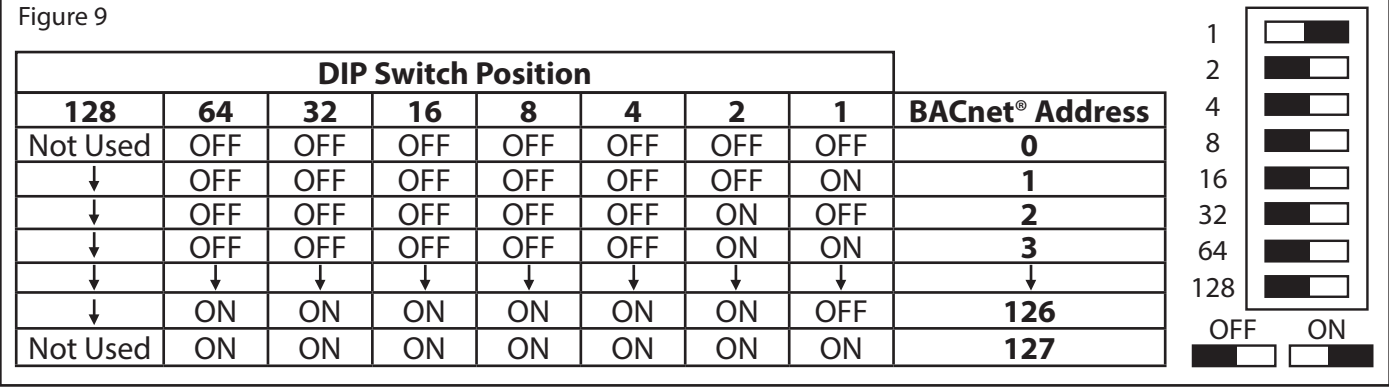 Figure 9
DIP Switch Position
128 64 32 16 8 4 2 1 BACnet® Address
Not Used OFF OFF OFF OFF OFF OFF OFF 0
↓ OFF OFF OFF OFF OFF OFF ON 1
↓ OFF OFF OFF OFF OFF ON OFF 2
↓ OFF OFF OFF OFF OFF ON ON 3
↓ ↓ ↓ ↓ ↓ ↓ ↓ ↓ ↓
↓ ON ON ON ON ON ON OFF 126
Not Used ON ON ON ON ON ON ON 127
1
2
4
8
16
32
64
128
OFF ON